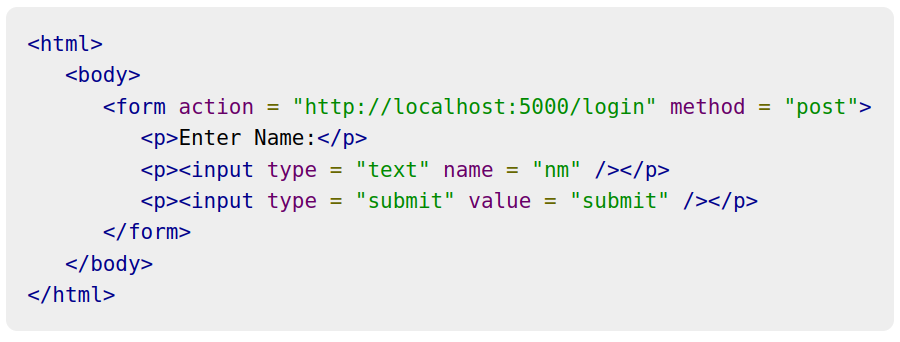 <html>
   <body>
      <form action = "http://localhost:5000/login" method = "post">
         <p>Enter Name:</p>
         <p><input type = "text" name = "nm" /></p>
         <p><input type = "submit" value = "submit" /></p>
      </form>
   </body>
</html>